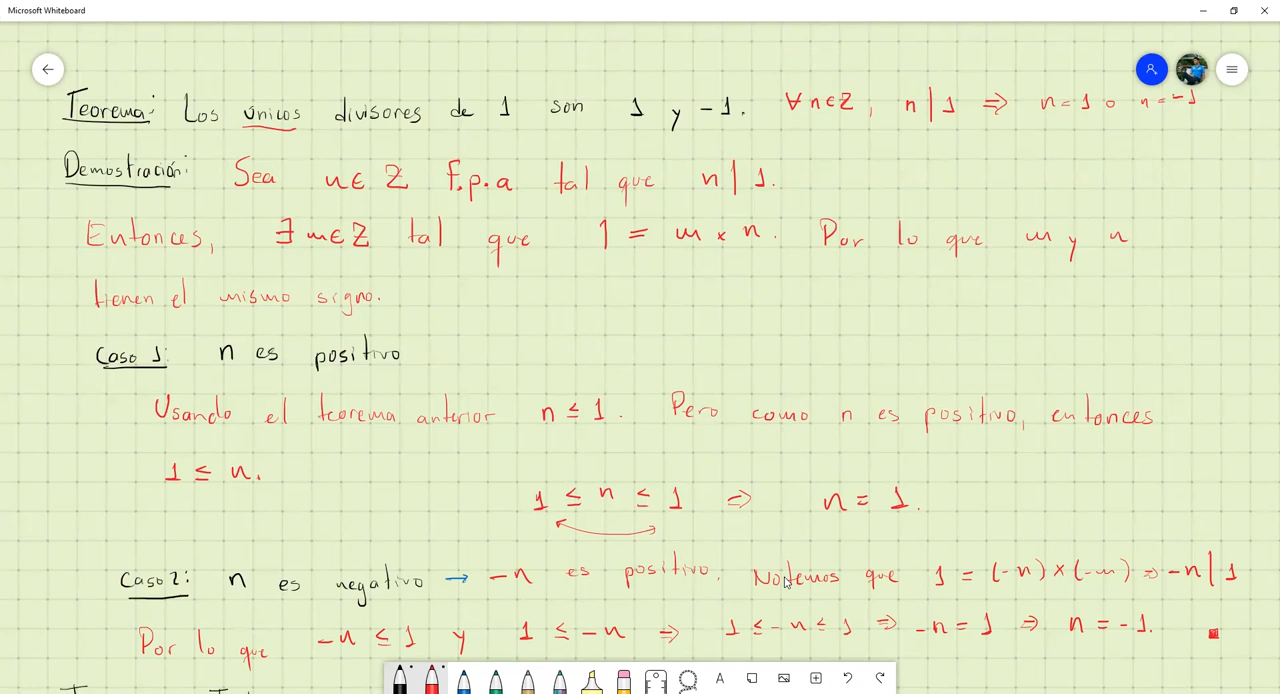 Microsoft Whiteboard
Teorema: Los únicos divisores de 1 son 1 y -1. ∀ n∈ℤ, n | 1 ⇒ n = 1 o n = -1
Demostración: Sea n∈ ℤ f.p.a. tal que n | 1.
Entonces, ∃ m∈ℤ tal que 1 = m × n. Por lo que m y n
tienen el mismo signo.
Caso 1: n es positivo
Usando el teorema anterior n ≤ 1. Pero como n es positivo, entonces
1 ≤ n.
1 ≤ n ≤ 1 ⇒ n = 1.
Caso 2: n es negativo → -n es positivo. Notemos que 1 = (-n) × (-m) ⇒ -n | 1
Por lo que -n ≤ 1 y 1 ≤ -n ⇒ 1 ≤ -n ≤ 1 ⇒ -n = 1 ⇒ n = -1. ■